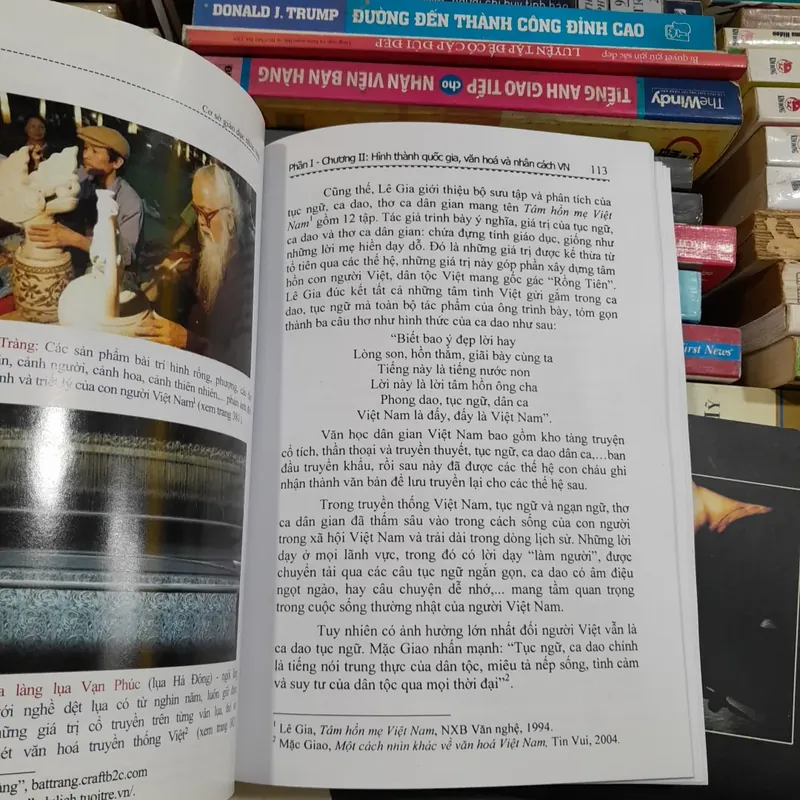 DONALD J. TRUMP ĐƯỜNG ĐẾN THÀNH CÔNG ĐỈNH CAO
LUYỆN TẬP ĐỂ CÓ CẶP ĐÙI ĐẸP
Bí quyết giữ gìn sắc đẹp
TIẾNG ANH GIAO TIẾP cho NHÂN VIÊN BÁN HÀNG
TheWindy
First News
Cơ sở giáo dục
Tràng: Các sản phẩm bài trí hình rồng, phượng,
cảnh người, cảnh hoa, cảnh thiên nhiên,...
và triết lý của con người Việt Nam¹ (xem trang
làng lụa Vạn Phúc (lụa Hà Đông)
với nghề dệt lụa có từ nghìn năm, luôn giữ
những giá trị cổ truyền trên từng vân lụa,
nét văn hoá truyền thống Việt² (xem trang
battrang.craftb2c.com
Phần I - Chương II: Hình thành quốc gia, văn hoá và nhân cách VN 113
Cũng thế, Lê Gia giới thiệu bộ sưu tập và phân tích của
tục ngữ, ca dao, thơ ca dân gian mang tên Tâm hồn mẹ Việt
Nam¹ gồm 12 tập. Tác giả trình bày ý nghĩa, giá trị của tục ngữ,
ca dao và thơ ca dân gian: chứa đựng tính giáo dục, giống như
những lời mẹ hiền dạy dỗ. Đó là những giá trị được kế thừa từ
tổ tiên qua các thế hệ, những giá trị này góp phần xây dựng tâm
hồn con người Việt, dân tộc Việt mang gốc gác “Rồng Tiên”.
Lê Gia đúc kết tất cả những tâm tình Việt gửi gắm trong ca
dao, tục ngữ mà toàn bộ tác phẩm của ông trình bày, tóm gọn
thành ba câu thơ như hình thức của ca dao như sau:
“Biết bao ý đẹp lời hay
Lòng son, hồn thắm, giãi bày cùng ta
Tiếng này là tiếng nước non
Lời này là lời tâm hồn ông cha
Phong dao, tục ngữ, dân ca
Việt Nam là đấy, đấy là Việt Nam”.
Văn học dân gian Việt Nam bao gồm kho tàng truyện
cổ tích, thần thoại và truyền thuyết, tục ngữ, ca dao dân ca,…ban
đầu truyền khẩu, rồi sau này đã được các thế hệ con cháu ghi
nhận thành văn bản để lưu truyền lại cho các thế hệ sau.
Trong truyền thống Việt Nam, tục ngữ và ngạn ngữ, thơ
ca dân gian đã thấm sâu vào trong cách sống của con người
trong xã hội Việt Nam và trải dài trong dòng lịch sử. Những lời
dạy ở mọi lãnh vực, trong đó có lời dạy “làm người”, được
chuyển tải qua các câu tục ngữ ngắn gọn, ca dao có âm điệu
ngọt ngào, hay câu chuyện dễ nhớ,... mang tầm quan trọng
trong cuộc sống thường nhật của người Việt Nam.
Tuy nhiên có ảnh hưởng lớn nhất đối người Việt vẫn là
ca dao tục ngữ. Mặc Giao nhấn mạnh: “Tục ngữ, ca dao chính
là tiếng nói trung thực của dân tộc, miêu tả nếp sống, tình cảm
và suy tư của dân tộc qua mọi thời đại”².
¹ Lê Gia, Tâm hồn mẹ Việt Nam, NXB Văn nghệ, 1994.
² Mặc Giao, Một cách nhìn khác về văn hoá Việt Nam, Tin Vui, 2004.